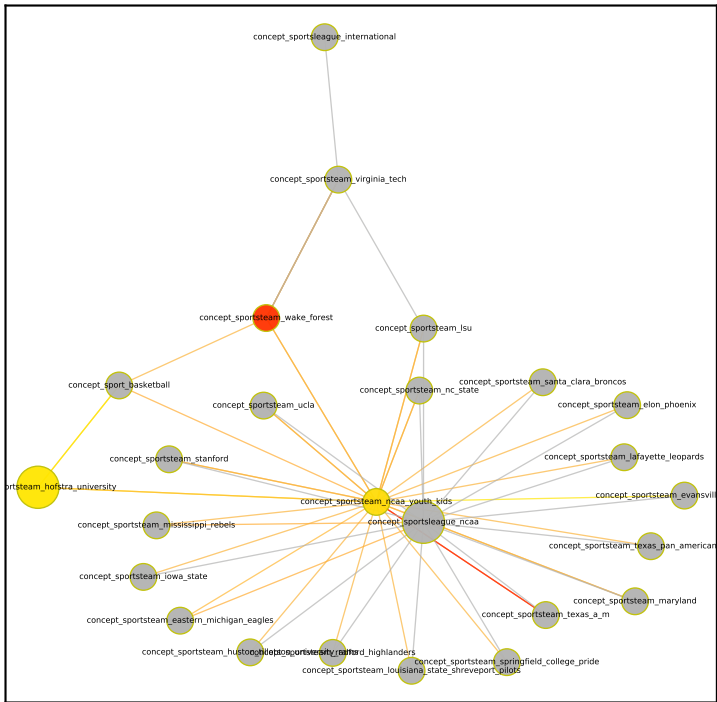 concept_sportsleague_international
concept_sportsteam_virginia_tech
concept_sportsteam_wake_forest
concept_sportsteam_lsu
concept_sport_basketball
concept_sportsteam_santa_clara_broncos
concept_sportsteam_nc_state
concept_sportsteam_ucla
concept_sportsteam_elon_phoenix
concept_sportsteam_stanford
concept_sportsteam_lafayette_leopards
ortsteam_hofstra_university
concept_sportsteam_ncaa_youth_kids
concept_sportsteam_evansvill
concept_sportsleague_ncaa
concept_sportsteam_mississippi_rebels
concept_sportsteam_texas_pan_american
concept_sportsteam_iowa_state
concept_sportsteam_maryland
concept_sportsteam_texas_a_m
concept_sportsteam_eastern_michigan_eagles
concept_sportsteam_springfield_college_pride
concept_sportsteam_louisiana_state_shreveport_pilots